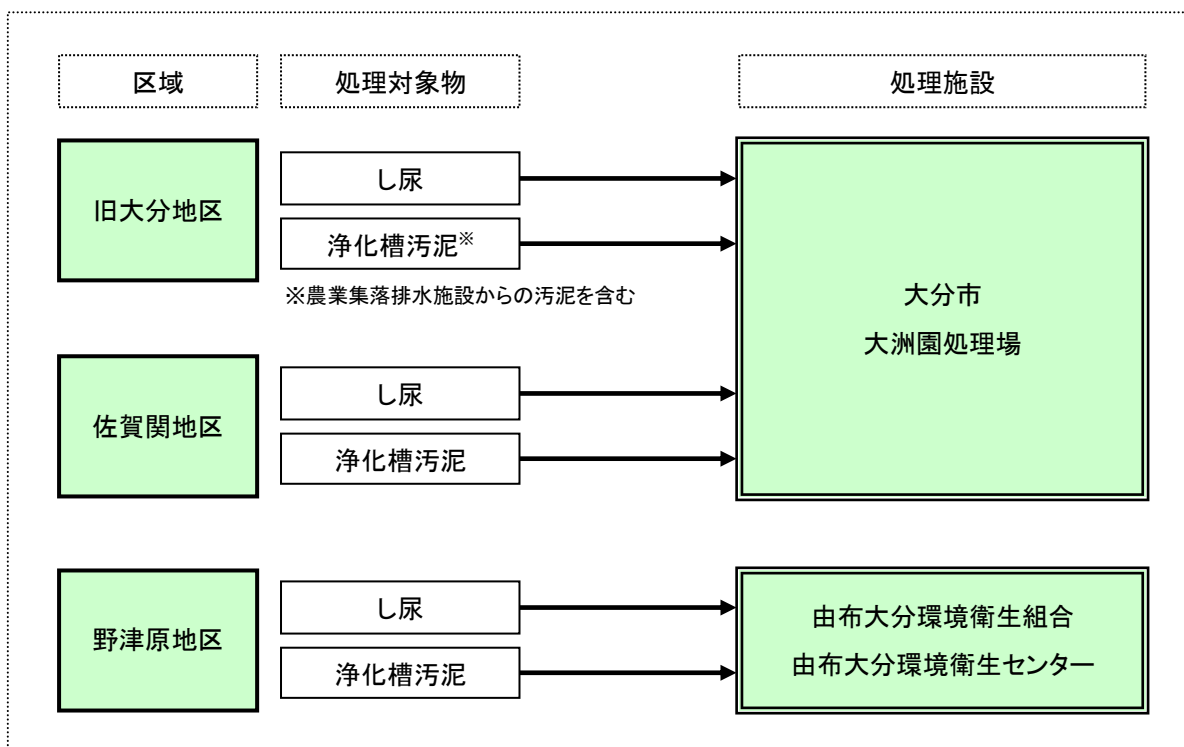 区域
処理対象物
処理施設
旧大分地区
し尿
浄化槽汚泥※
※農業集落排水施設からの汚泥を含む
大分市
大洲園処理場
佐賀関地区
し尿
浄化槽汚泥
野津原地区
し尿
浄化槽汚泥
由布大分環境衛生組合
由布大分環境衛生センター